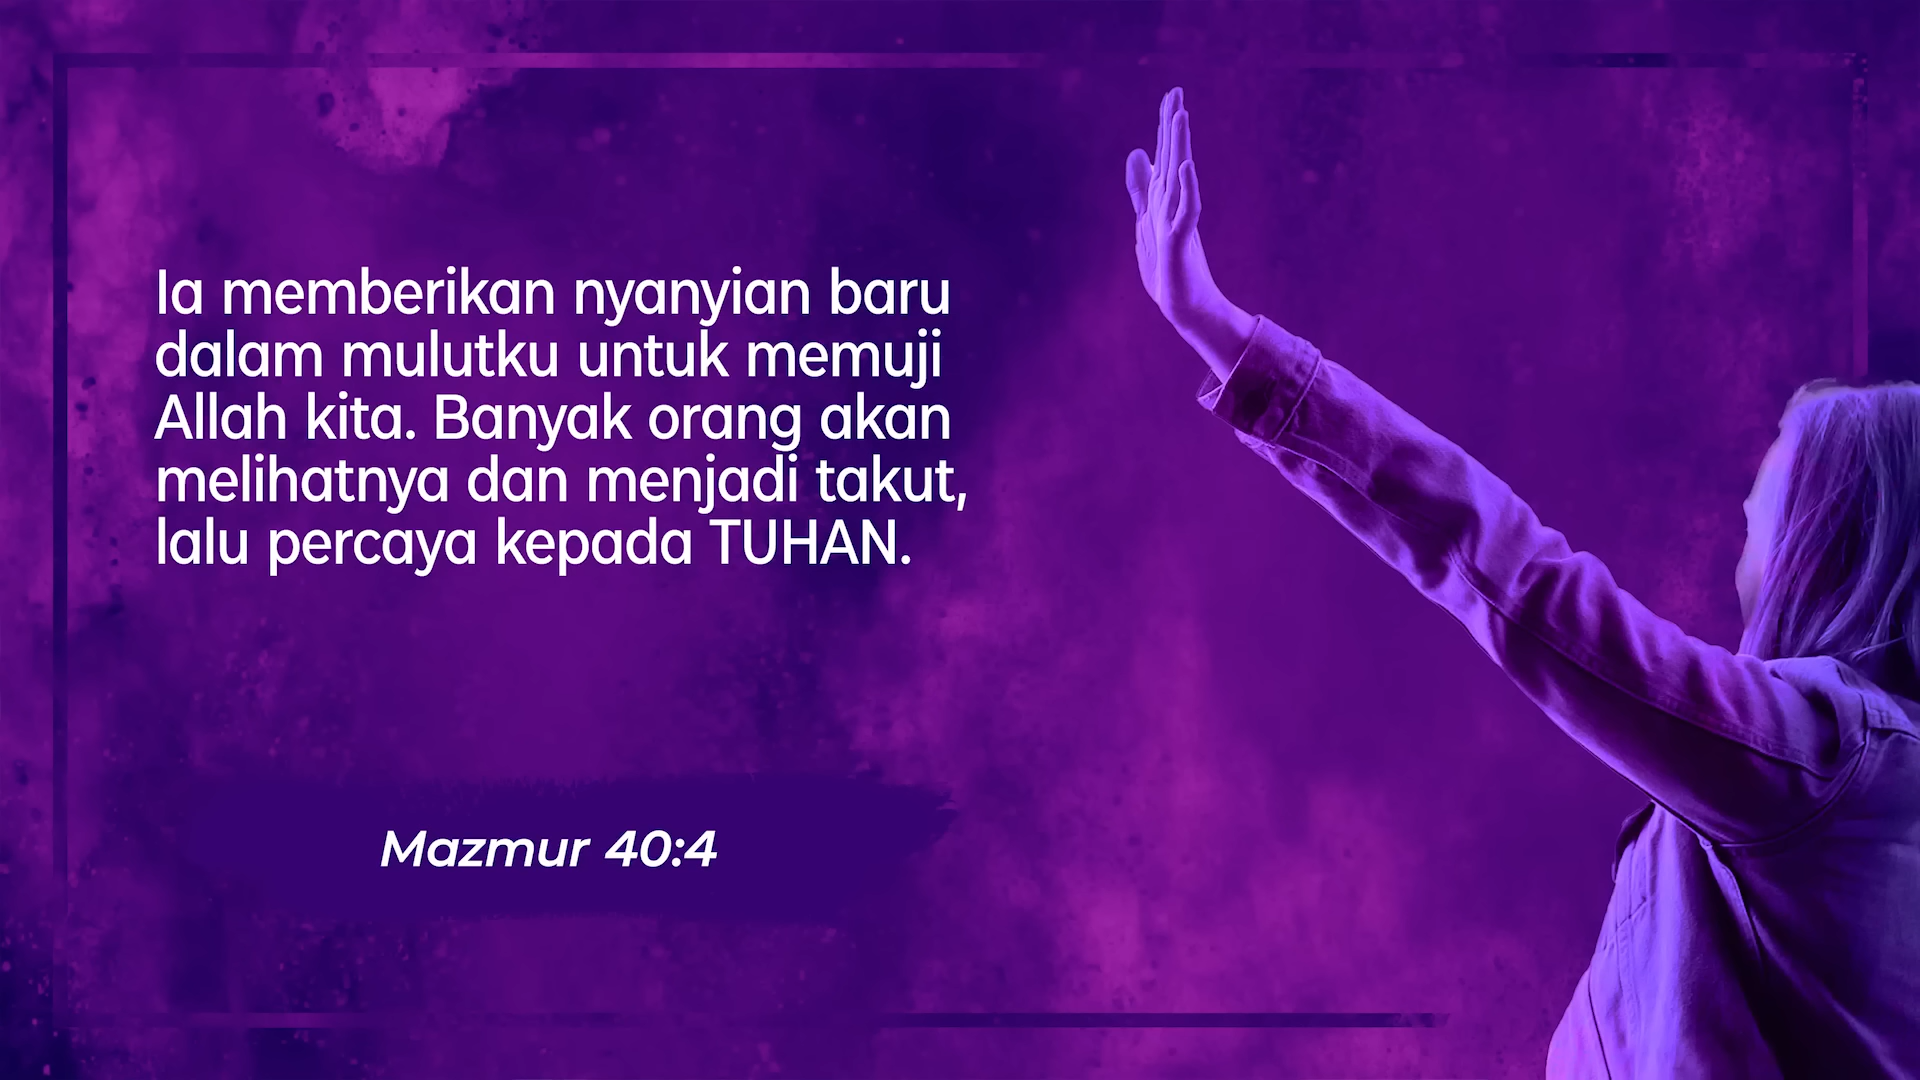 Ia memberikan nyanyian baru
dalam mulutku untuk memuji
Allah kita. Banyak orang akan
melihatnya dan menjadi takut,
lalu percaya kepada TUHAN.
Mazmur 40:4